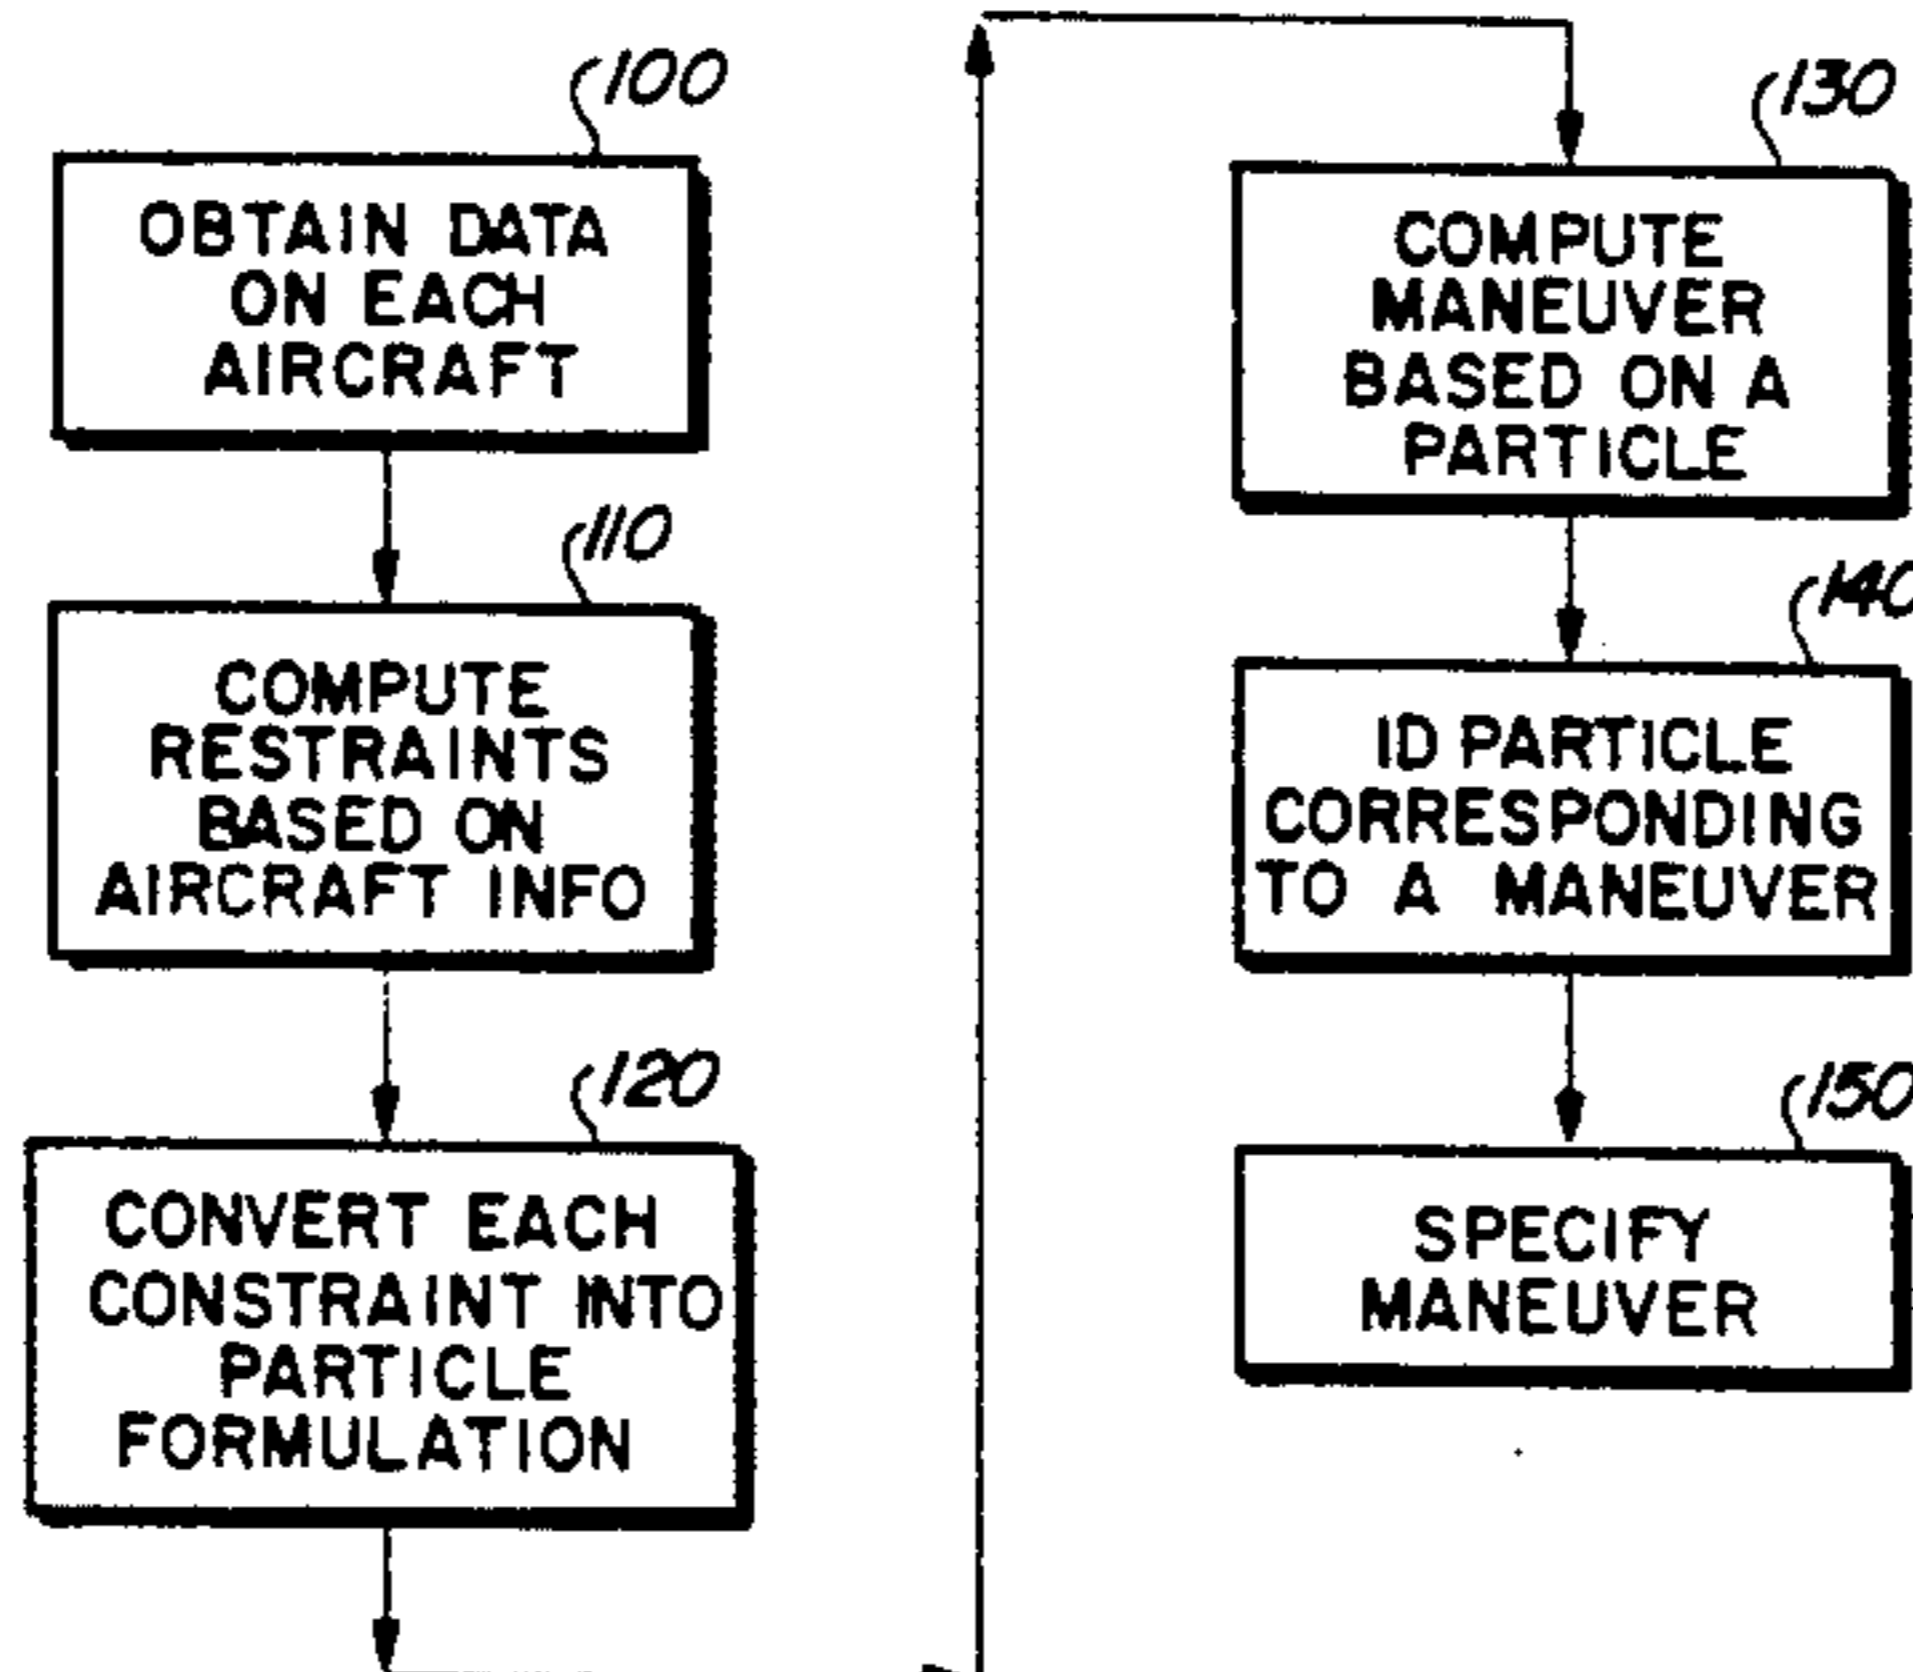 100
OBTAIN DATA
ON EACH
AIRCRAFT
110
COMPUTE
RESTRAINTS
BASED ON
AIRCRAFT INFO
120
CONVERT EACH
CONSTRAINT INTO
PARTICLE
FORMULATION
130
COMPUTE
MANEUVER
BASED ON A
PARTICLE
140
ID PARTICLE
CORRESPONDING
TO A MANEUVER
150
SPECIFY
MANEUVER